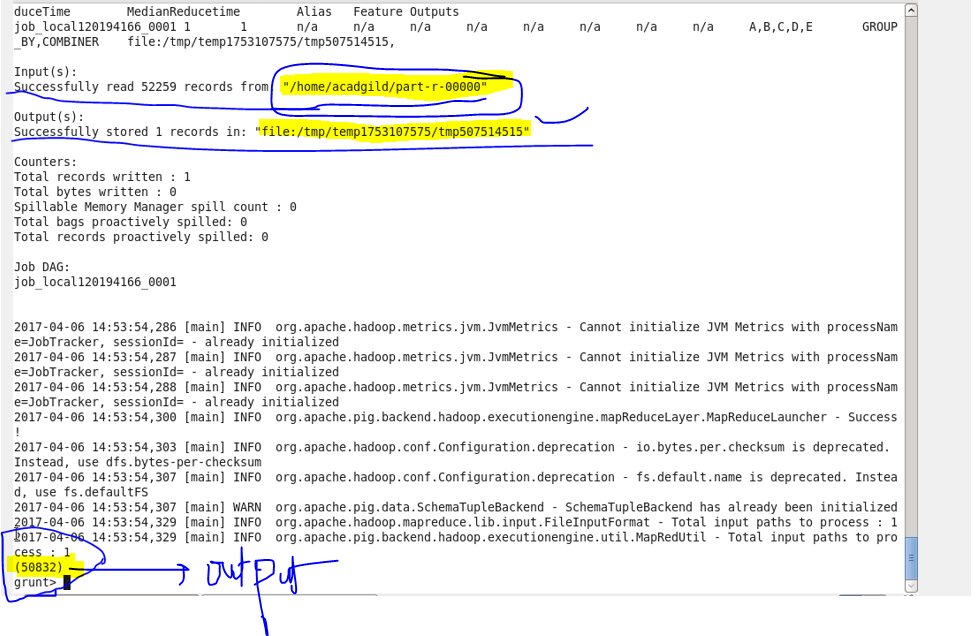 duceTime MedianReducetime Alias Feature Outputs
job_local120194166_0001 1 1 n/a n/a n/a n/a n/a n/a n/a n/a A,B,C,D,E GROUP
_BY,COMBINER file:/tmp/temp1753107575/tmp507514515,
Input(s):
Successfully read 52259 records from: "/home/acadgild/part-r-00000"
Output(s):
Successfully stored 1 records in: "file:/tmp/temp1753107575/tmp507514515"
Counters:
Total records written : 1
Total bytes written : 0
Spillable Memory Manager spill count : 0
Total bags proactively spilled: 0
Total records proactively spilled: 0
Job DAG:
job_local120194166_0001
2017-04-06 14:53:54,286 [main] INFO org.apache.hadoop.metrics.jvm.JvmMetrics - Cannot initialize JVM Metrics with processNam
e=JobTracker, sessionId= - already initialized
2017-04-06 14:53:54,287 [main] INFO org.apache.hadoop.metrics.jvm.JvmMetrics - Cannot initialize JVM Metrics with processNam
e=JobTracker, sessionId= - already initialized
2017-04-06 14:53:54,288 [main] INFO org.apache.hadoop.metrics.jvm.JvmMetrics - Cannot initialize JVM Metrics with processNam
e=JobTracker, sessionId= - already initialized
2017-04-06 14:53:54,300 [main] INFO org.apache.pig.backend.hadoop.executionengine.mapReduceLayer.MapReduceLauncher - Success
!
2017-04-06 14:53:54,303 [main] INFO org.apache.hadoop.conf.Configuration.deprecation - io.bytes.per.checksum is deprecated.
Instead, use dfs.bytes-per-checksum
2017-04-06 14:53:54,307 [main] INFO org.apache.hadoop.conf.Configuration.deprecation - fs.default.name is deprecated. Instea
d, use fs.defaultFS
2017-04-06 14:53:54,307 [main] WARN org.apache.pig.data.SchemaTupleBackend - SchemaTupleBackend has already been initialized
2017-04-06 14:53:54,329 [main] INFO org.apache.hadoop.mapreduce.lib.input.FileInputFormat - Total input paths to process : 1
2017-04-06 14:53:54,329 [main] INFO org.apache.pig.backend.hadoop.executionengine.util.MapRedUtil - Total input paths to pro
cess : 1
(50832) output
grunt>